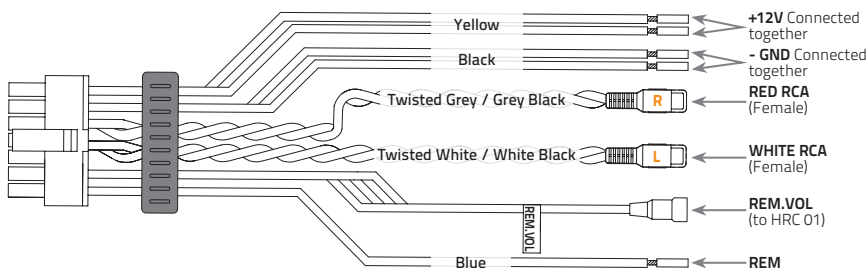 Yellow
+12V Connected
together
Black
- GND Connected
together
Twisted Grey / Grey Black
R
RED RCA
(Female)
Twisted White / White Black
L
WHITE RCA
(Female)
REM.VOL
REM.VOL
(to HRC 01)
Blue
REM